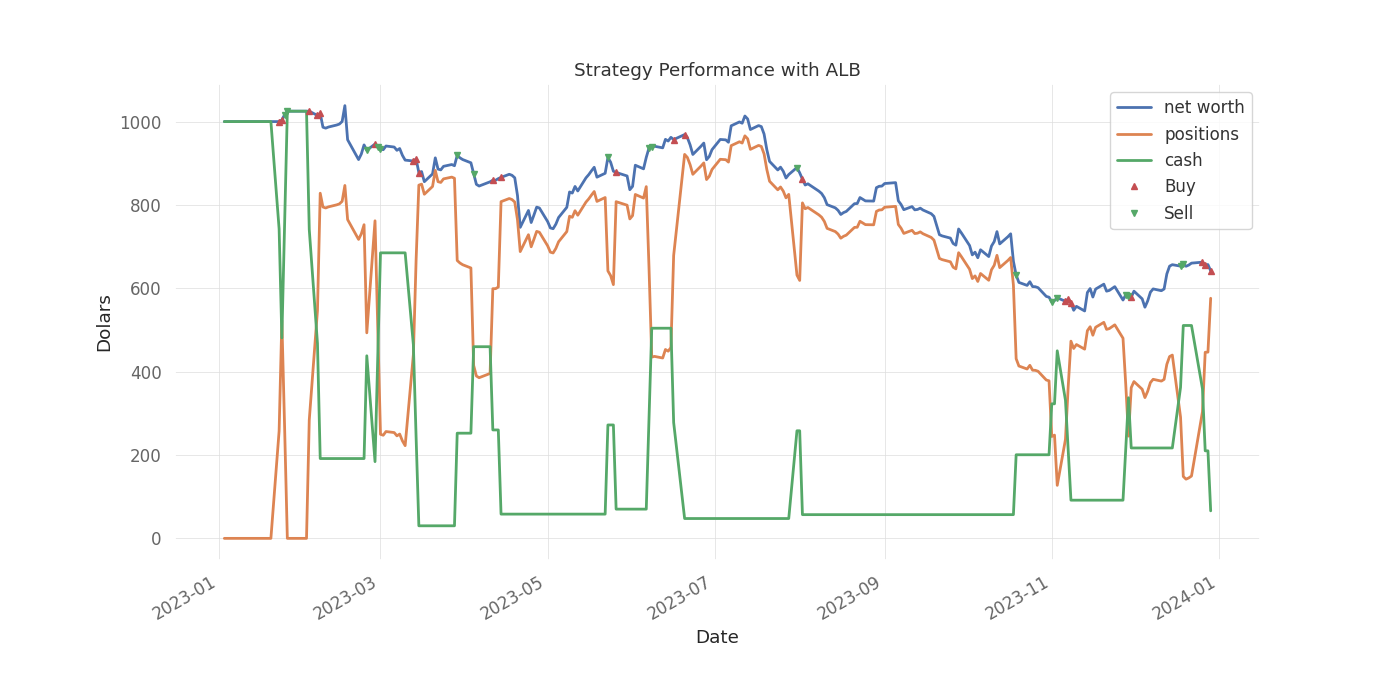 Strategy Performance with ALB
net worth
positions
cash
Buy
Sell
1000
800
600
400
200
0
Dolars
2023-01
2023-03
2023-05
2023-07
2023-09
2023-11
2024-01
Date